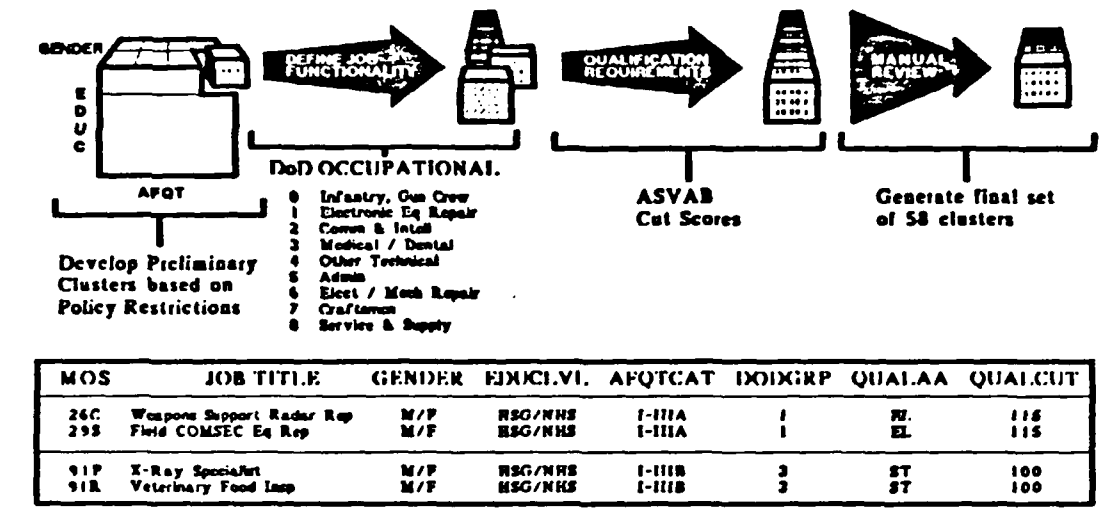 GENDER
EDUC
AFQT
DEFINE JOB
FUNCTIONALITY
QUALIFICATION
REQUIREMENTS
MANUAL
REVIEW
Develop Preliminary
Clusters based on
Policy Restrictions
DoD OCCUPATIONAL
0 Infantry, Gun Crew
1 Electronic Eq Repair
2 Comm & Intell
3 Medical / Dental
4 Other Technical
5 Admin
6 Elect / Mech Repair
7 Craftsmen
8 Service & Supply
ASVAB
Cut Scores
Generate final set
of 58 clusters
MOS JOB TITLE GENDER EDUCLVL AFQTCAT DODGRP QUALAA QUALCUT
26C Weapons Support Radar Rep M/F HSG/NHS I-IIIA 1 EL 115
29S Field COMSEC Eq Rep M/F HSG/NHS I-IIIA 1 EL 115
91P X-Ray Specialist M/F HSG/NHS I-IIIB 3 ST 100
91R Veterinary Food Insp M/F HSG/NHS I-IIIB 3 ST 100